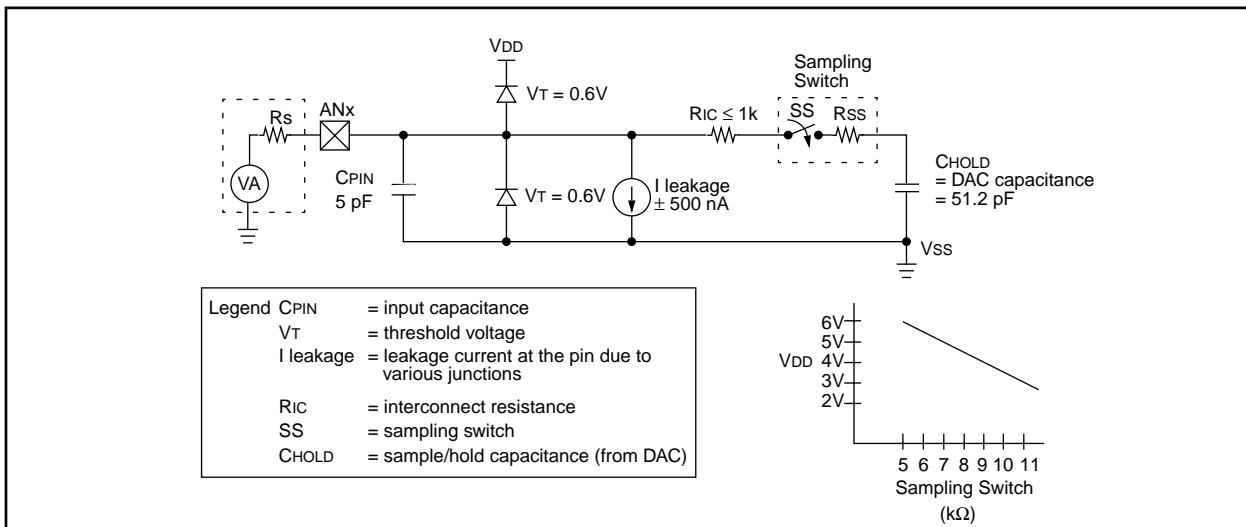 VDD
Sampling
Switch
VT = 0.6V
ANx
Rs
RIC ≤ 1k
SS
RSS
VA
CPIN
5 pF
VT = 0.6V
I leakage
± 500 nA
CHOLD
= DAC capacitance
= 51.2 pF
VSS
Legend CPIN = input capacitance
VT = threshold voltage
I leakage = leakage current at the pin due to
various junctions
RIC = interconnect resistance
SS = sampling switch
CHOLD = sample/hold capacitance (from DAC)
6V
5V
VDD 4V
3V
2V
5 6 7 8 9 10 11
Sampling Switch
(kΩ)